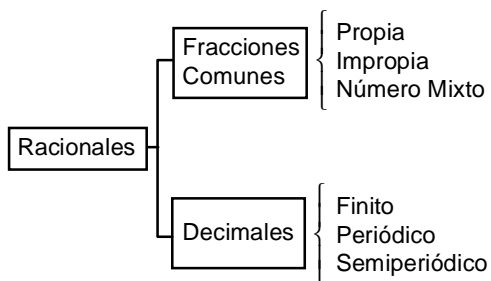 Racionales
Fracciones
Comunes
Propia
Impropia
Número Mixto
Decimales
Finito
Periódico
Semiperiódico